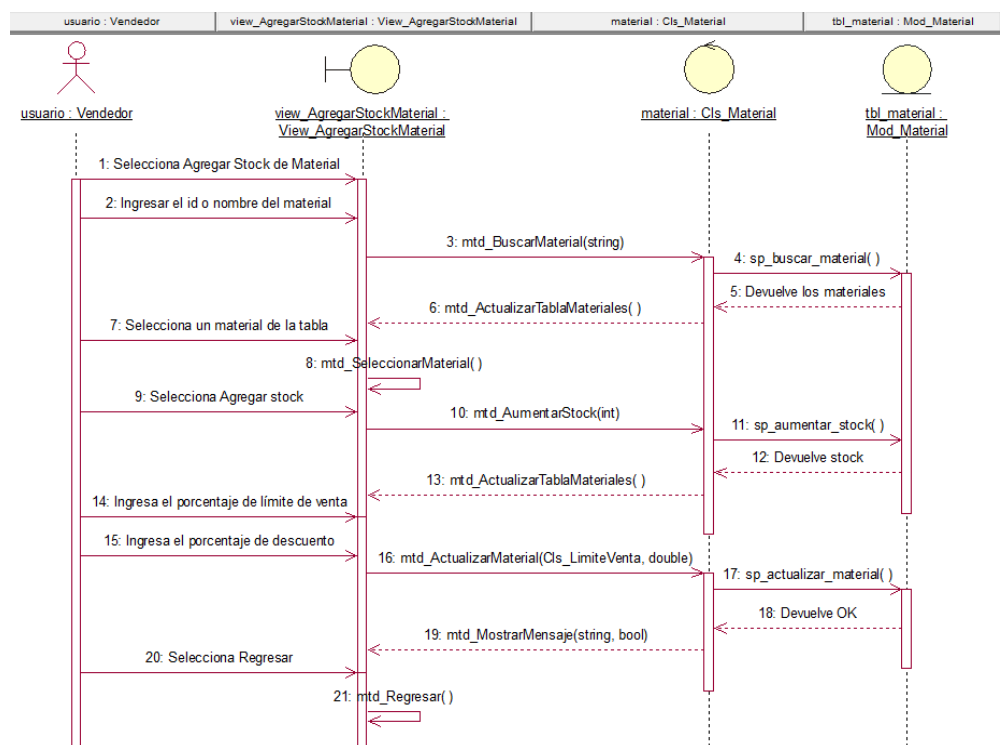 usuario : Vendedor
view_AgregarStockMaterial : View_AgregarStockMaterial
material : Cls_Material
tbl_material : Mod_Material
usuario : Vendedor
view_AgregarStockMaterial :
View_AgregarStockMaterial
material : Cls_Material
tbl_material :
Mod_Material
1: Selecciona Agregar Stock de Material
2: Ingresar el id o nombre del material
3: mtd_BuscarMaterial(string)
4: sp_buscar_material( )
5: Devuelve los materiales
6: mtd_ActualizarTablaMateriales( )
7: Selecciona un material de la tabla
8: mtd_SeleccionarMaterial( )
9: Selecciona Agregar stock
10: mtd_AumentarStock(int)
11: sp_aumentar_stock( )
12: Devuelve stock
13: mtd_ActualizarTablaMateriales( )
14: Ingresa el porcentaje de límite de venta
15: Ingresa el porcentaje de descuento
16: mtd_ActualizarMaterial(Cls_LimiteVenta, double)
17: sp_actualizar_material( )
18: Devuelve OK
19: mtd_MostrarMensaje(string, bool)
20: Selecciona Regresar
21: mtd_Regresar( )